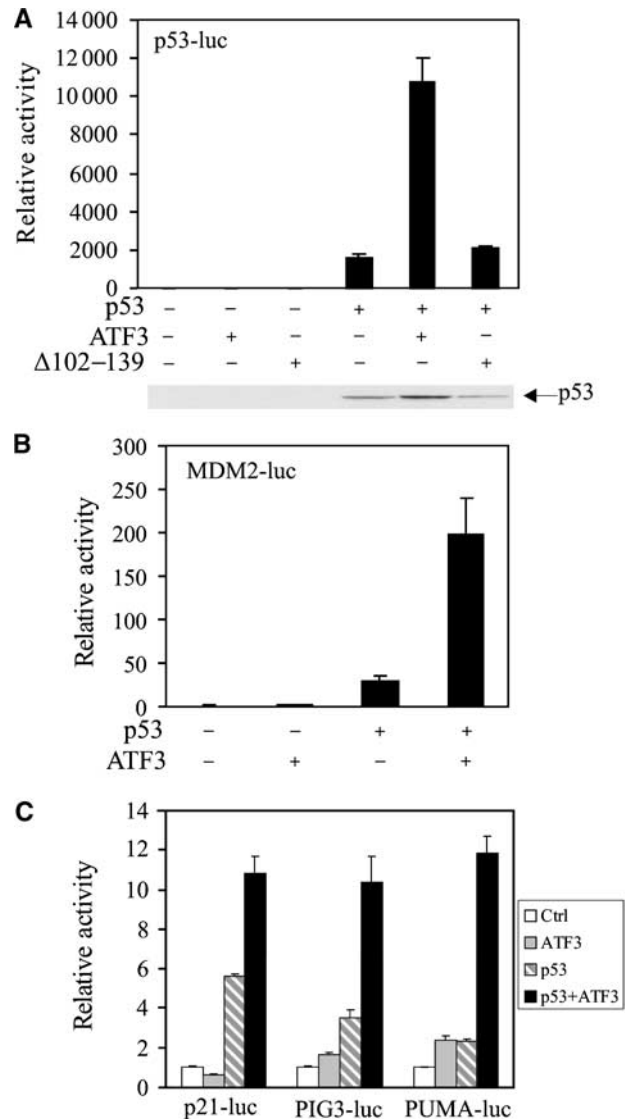 A
p53-luc
Relative activity
14 000
12 000
10 000
8000
6000
4000
2000
0
p53 – – – + + +
ATF3 – + – – + –
Δ102–139 – – + – – +
p53
B
MDM2-luc
Relative activity
300
250
200
150
100
50
0
p53 – – + +
ATF3 – + – +
C
Relative activity
14
12
10
8
6
4
2
0
Ctrl
ATF3
p53
p53+ATF3
p21-luc PIG3-luc PUMA-luc